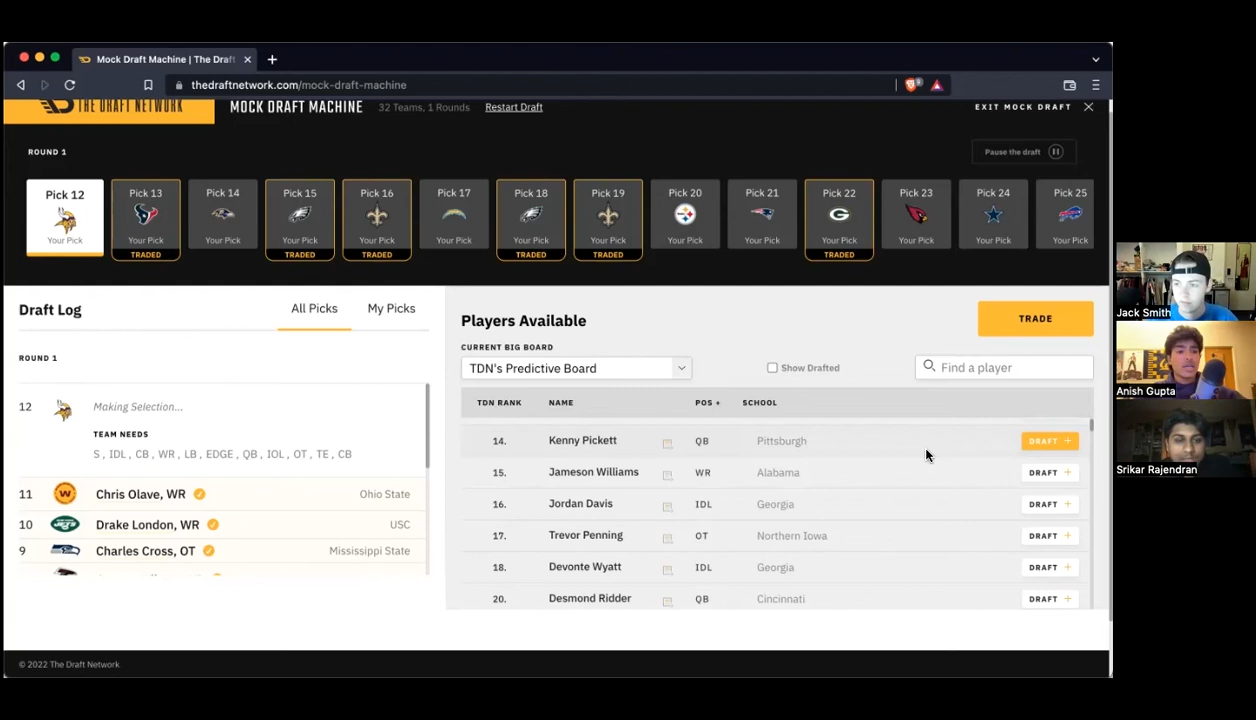 Mock Draft Machine | The Draft
thedraftnetwork.com/mock-draft-machine
THE DRAFT NETWORK
MOCK DRAFT MACHINE
32 Teams, 1 Rounds
Restart Draft
EXIT MOCK DRAFT
ROUND 1
Pause the draft
Pick 12 Pick 13 Pick 14 Pick 15 Pick 16 Pick 17 Pick 18 Pick 19 Pick 20 Pick 21 Pick 22 Pick 23 Pick 24 Pick 25
Your Pick Your Pick Your Pick Your Pick Your Pick Your Pick Your Pick Your Pick Your Pick Your Pick Your Pick Your Pick Your Pick Your Pick
TRADED TRADED TRADED TRADED TRADED TRADED
Draft Log
All Picks
My Picks
ROUND 1
12 Making Selection...
TEAM NEEDS
S , IDL , CB , WR , LB , EDGE , QB , IOL , OT , TE , CB
11 Chris Olave, WR Ohio State
10 Drake London, WR USC
9 Charles Cross, OT Mississippi State
Players Available
TRADE
CURRENT BIG BOARD
TDN's Predictive Board
Show Drafted
Find a player
TDN RANK NAME POS + SCHOOL
14. Kenny Pickett QB Pittsburgh DRAFT +
15. Jameson Williams WR Alabama DRAFT +
16. Jordan Davis IDL Georgia DRAFT +
17. Trevor Penning OT Northern Iowa DRAFT +
18. Devonte Wyatt IDL Georgia DRAFT +
20. Desmond Ridder QB Cincinnati DRAFT +
© 2022 The Draft Network
Jack Smith
Anish Gupta
Srikar Rajendran